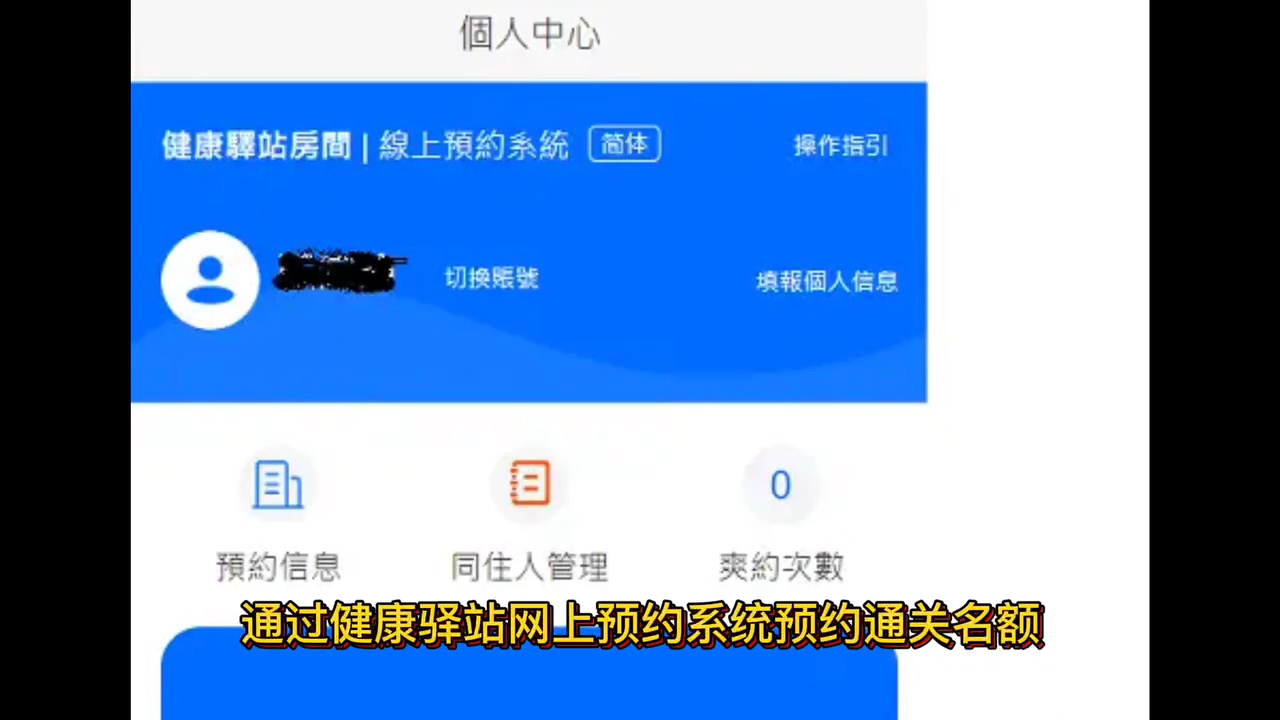 個人中心
健康驛站房間 | 線上預約系統 简体 操作指引
切換賬號 填報個人信息
0
預約信息 同住人管理 爽約次數
通过健康驿站网上预约系统预约通关名额